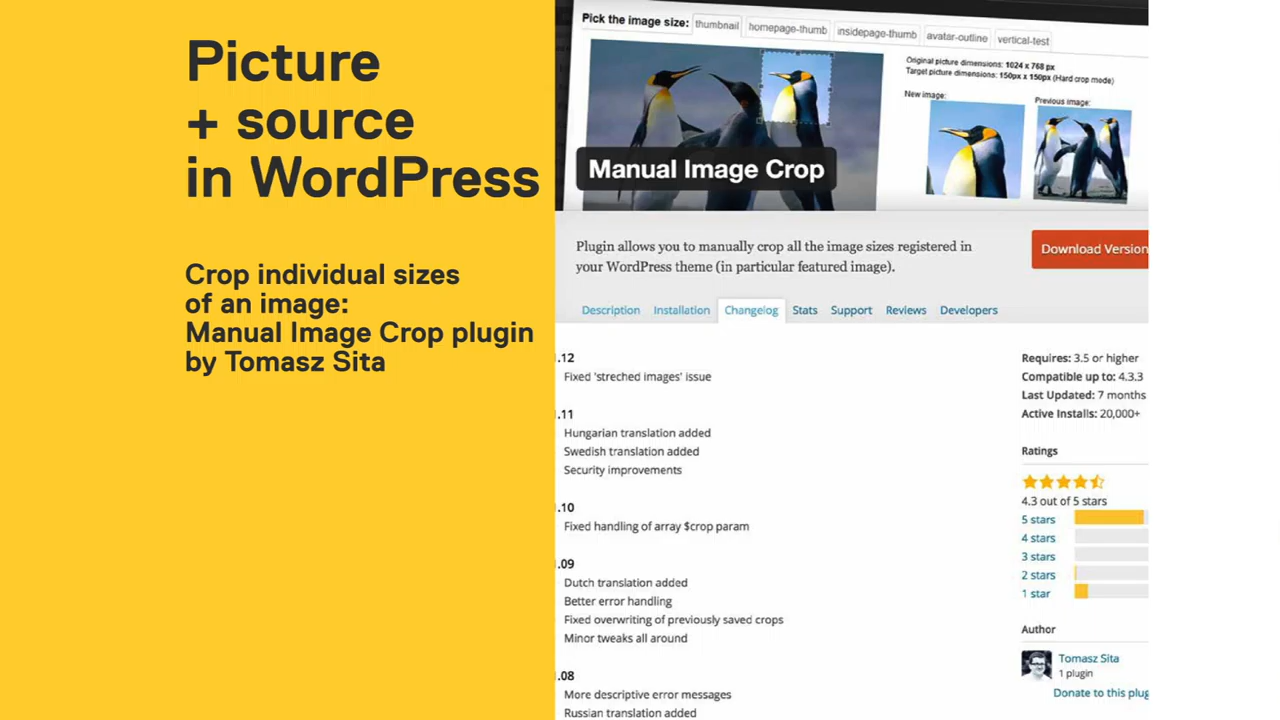 Picture
+ source
in WordPress
Crop individual sizes
of an image:
Manual Image Crop plugin
by Tomasz Sita
Pick the image size: thumbnail homepage-thumb insidepage-thumb avatar-outline vertical-test
Original picture dimensions: 1024 x 768 px
Target picture dimensions: 150px x 150px (Hard crop mode)
New image: Previous image:
Manual Image Crop
Plugin allows you to manually crop all the image sizes registered in
your WordPress theme (in particular featured image).
Download Version
Description Installation Changelog Stats Support Reviews Developers
.12
Fixed 'streched images' issue
.11
Hungarian translation added
Swedish translation added
Security improvements
.10
Fixed handling of array $crop param
.09
Dutch translation added
Better error handling
Fixed overwriting of previously saved crops
Minor tweaks all around
.08
More descriptive error messages
Russian translation added
Requires: 3.5 or higher
Compatible up to: 4.3.3
Last Updated: 7 months
Active Installs: 20,000+
Ratings
4.3 out of 5 stars
5 stars
4 stars
3 stars
2 stars
1 star
Author
Tomasz Sita
1 plugin
Donate to this plug